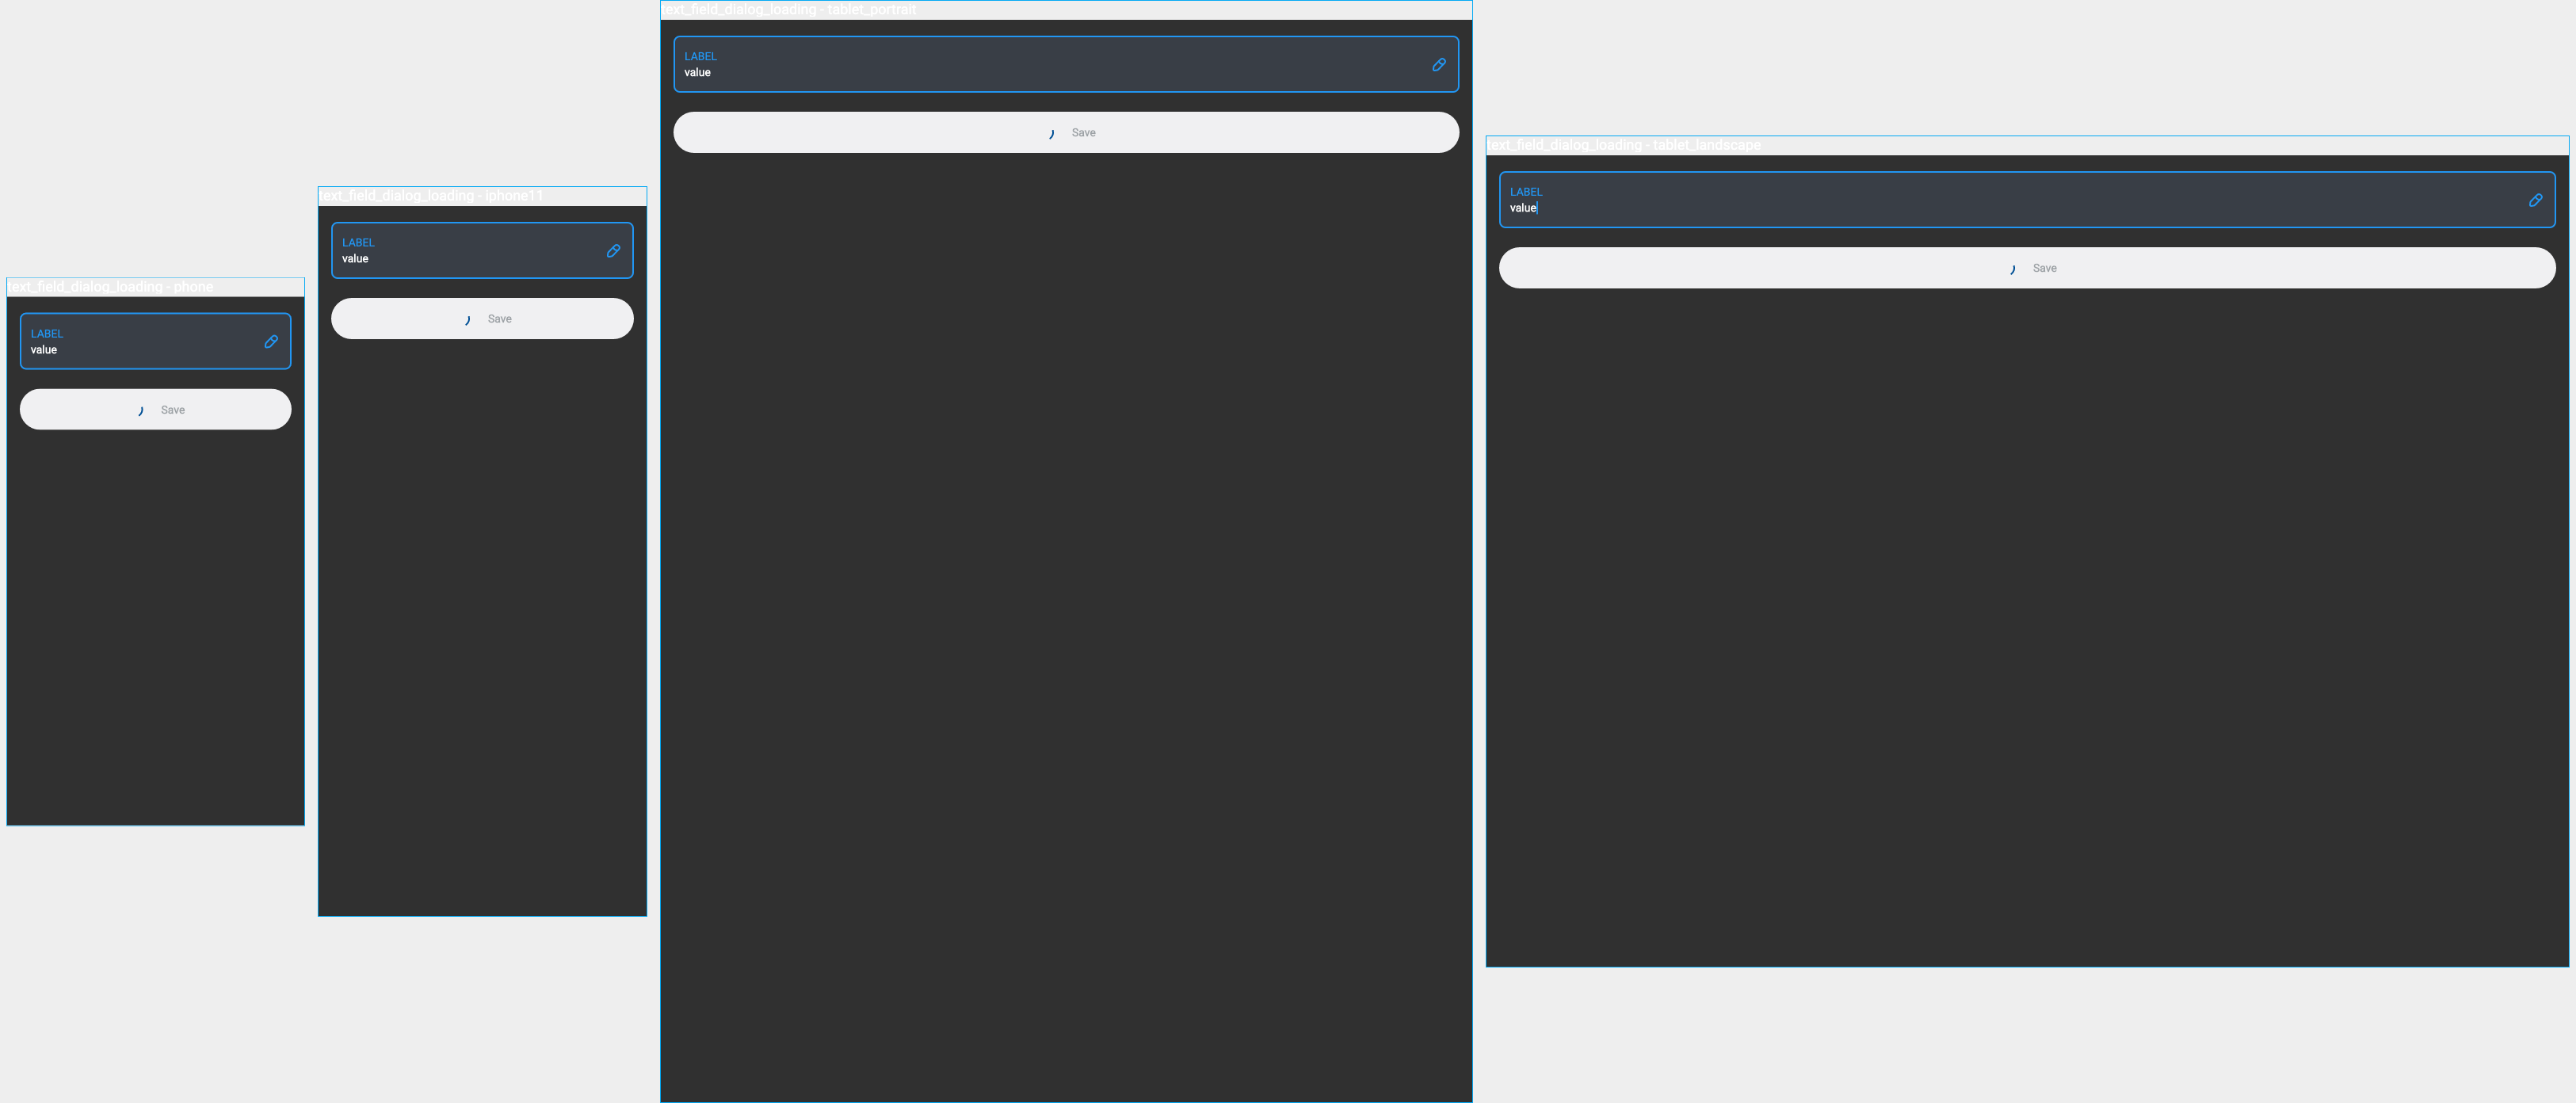 text_field_dialog_loading - phone
LABEL
value
Save
text_field_dialog_loading - iphone11
LABEL
value
Save
text_field_dialog_loading - tablet_portrait
LABEL
value
Save
text_field_dialog_loading - tablet_landscape
LABEL
value
Save